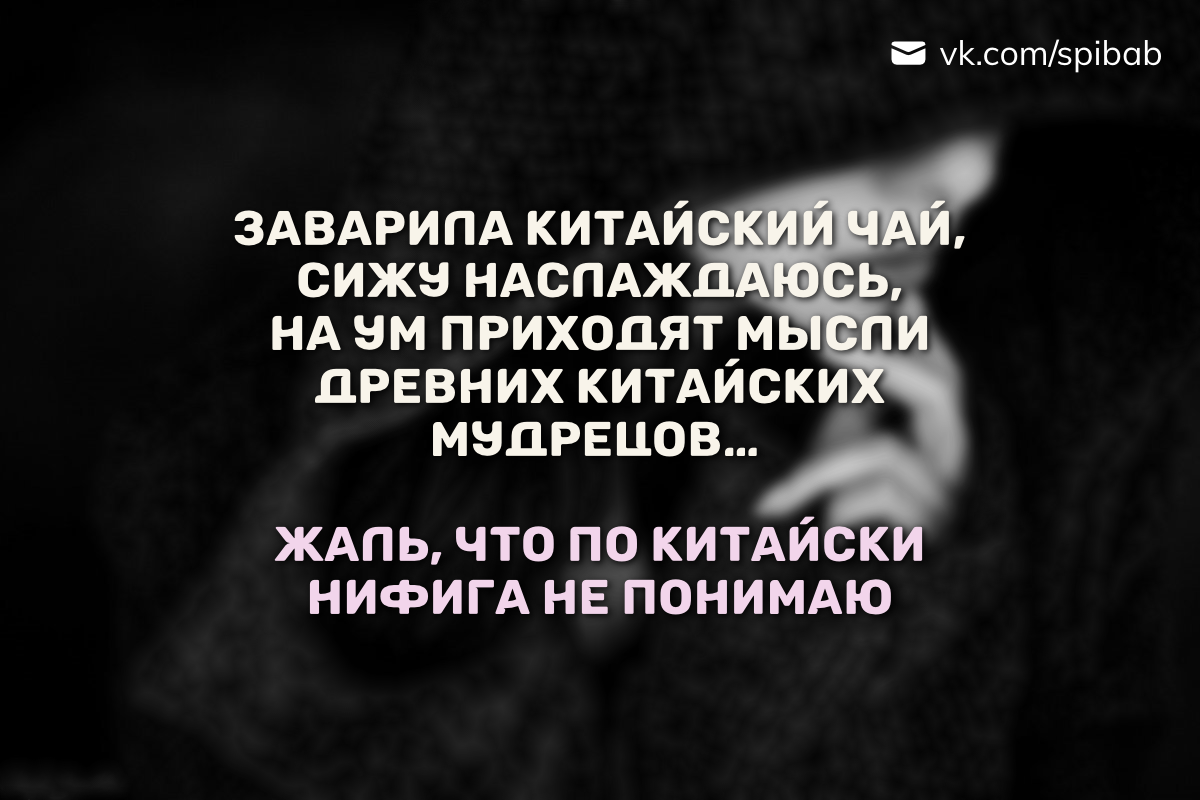 vk.com/spibab
ЗАВАРИЛА КИТАЙСКИЙ ЧАЙ,
СИЖУ НАСЛАЖДАЮСЬ,
НА УМ ПРИХОДЯТ МЫСЛИ
ДРЕВНИХ КИТАЙСКИХ
МУДРЕЦОВ...
ЖАЛЬ, ЧТО ПО КИТАЙСКИ
НИФИГА НЕ ПОНИМАЮ